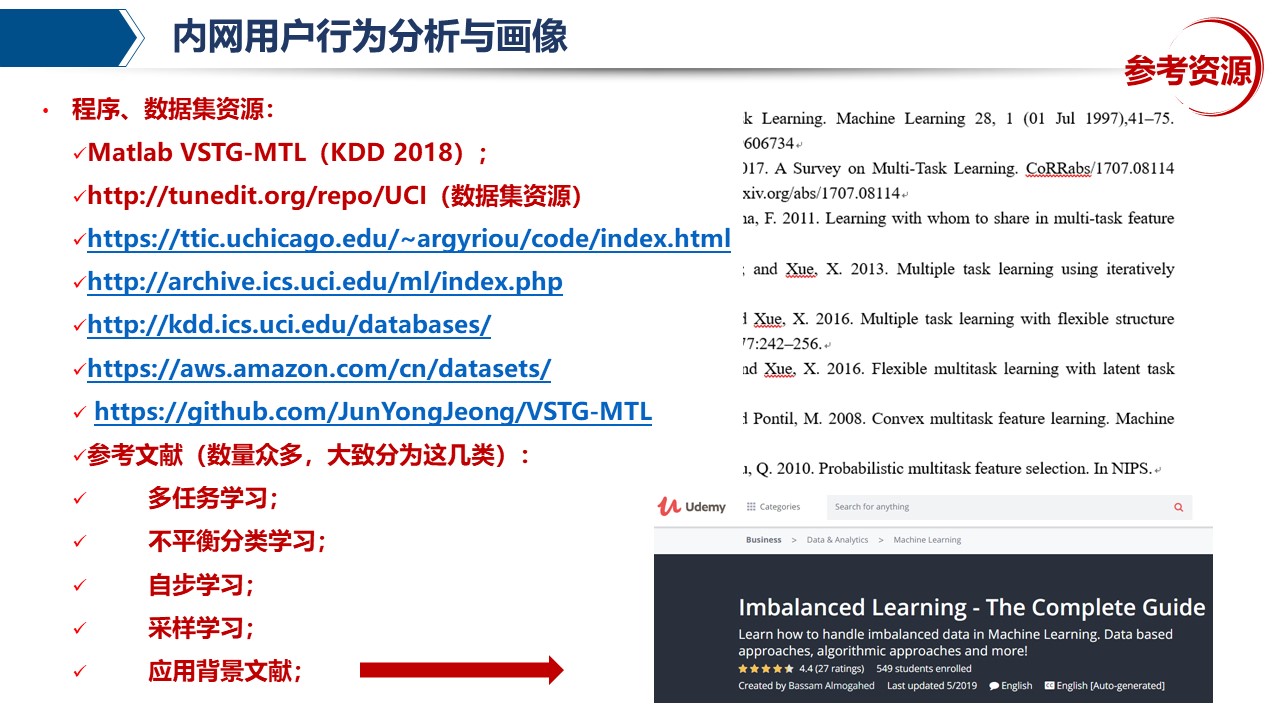 内网用户行为分析与画像
参考资源
• 程序、数据集资源：
✓Matlab VSTG-MTL（KDD 2018）；
✓http://tunedit.org/repo/UCI（数据集资源）
✓https://ttic.uchicago.edu/~argyriou/code/index.html
✓http://archive.ics.uci.edu/ml/index.php
✓http://kdd.ics.uci.edu/databases/
✓https://aws.amazon.com/cn/datasets/
✓ https://github.com/JunYongJeong/VSTG-MTL
✓参考文献（数量众多，大致分为这几类）：
✓ 多任务学习；
✓ 不平衡分类学习；
✓ 自步学习；
✓ 采样学习；
✓ 应用背景文献；
k Learning. Machine Learning 28, 1 (01 Jul 1997),41–75.
606734
017. A Survey on Multi-Task Learning. CoRRabs/1707.08114
xiv.org/abs/1707.08114
na, F. 2011. Learning with whom to share in multi-task feature
; and Xue, X. 2013. Multiple task learning using iteratively
d Xue, X. 2016. Multiple task learning with flexible structure
77:242–256.
nd Xue, X. 2016. Flexible multitask learning with latent task
d Pontil, M. 2008. Convex multitask feature learning. Machine
u, Q. 2010. Probabilistic multitask feature selection. In NIPS.
Udemy Categories Search for anything
Business > Data & Analytics > Machine Learning
Imbalanced Learning - The Complete Guide
Learn how to handle imbalanced data in Machine Learning. Data based
approaches, algorithmic approaches and more!
4.4 (27 ratings) 549 students enrolled
Created by Bassam Almogahed Last updated 5/2019 English English [Auto-generated]